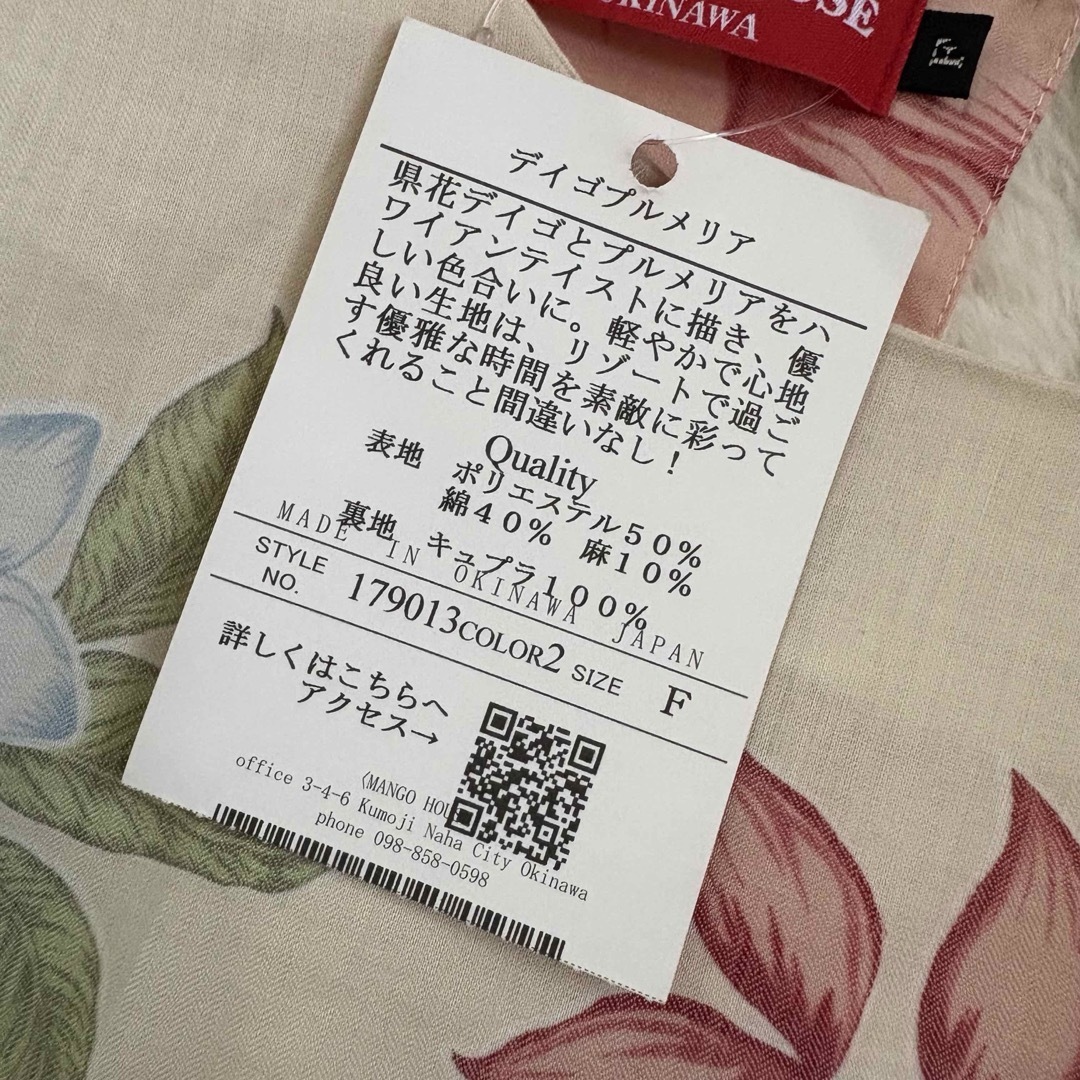 OKINAWA
F
デイゴプルメリア
県花デイゴとプルメリアをハ
ワイアンテイストに描き、優
しい色合いに。軽やかで心地
良い生地は、リゾートで過ご
す優雅な時間を素敵に彩って
くれること間違いなし！
Quality
表地 ポリエステル５０％
綿４０％ 麻１０％
裏地 キュプラ１００％
MADE IN OKINAWA JAPAN
STYLE NO. 179013 COLOR 2 SIZE F
詳しくはこちらへ
アクセス→
〈MANGO
office 3-4-6 Kumoji Naha City Okinawa
phone 098-858-0598